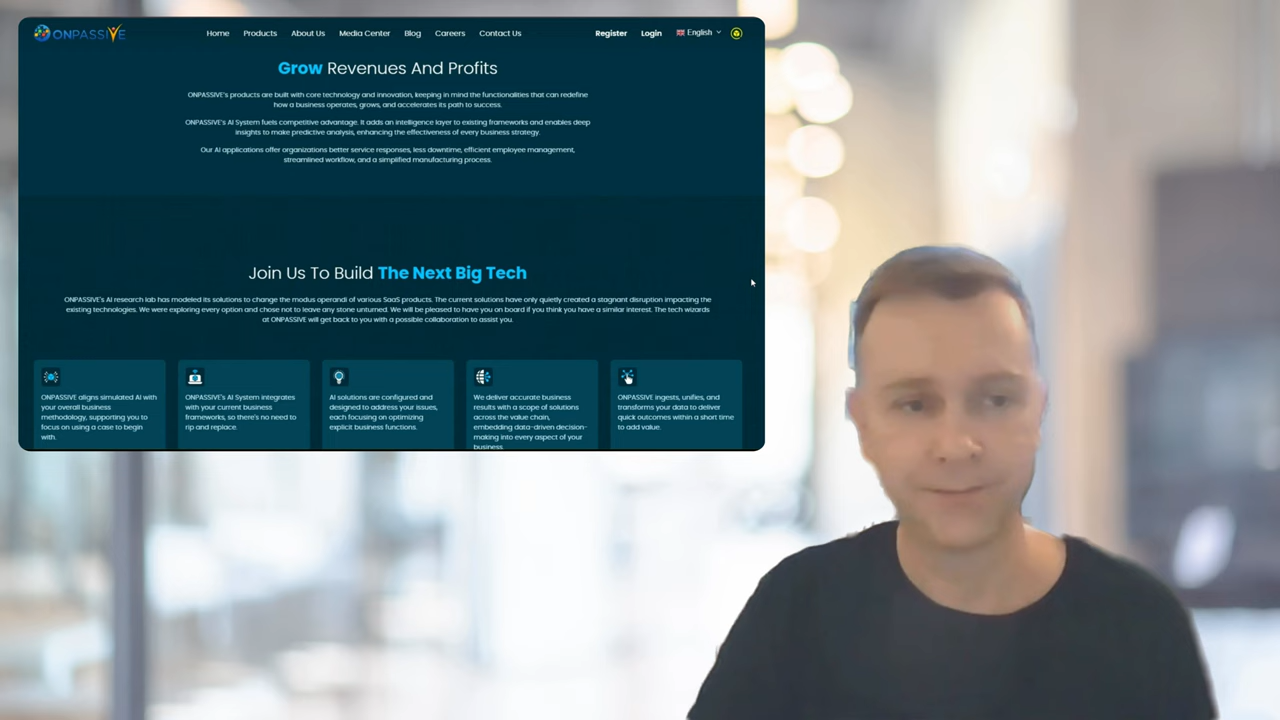 ONPASSIVE
Home Products About Us Media Center Blog Careers Contact Us Register Login English
Grow Revenues And Profits
ONPASSIVE's products are built with core technology and innovation, keeping in mind the functionalities that can redefine
how a business operates, grows, and accelerates its path to success.
ONPASSIVE's AI System fuels competitive advantage. It adds an intelligence layer to existing frameworks and enables deep
insights to make predictive analysis, enhancing the effectiveness of every business strategy.
Our AI applications offer organizations better service responses, less downtime, efficient employee management,
streamlined workflow, and a simplified manufacturing process.
Join Us To Build The Next Big Tech
ONPASSIVE's AI research lab has modeled its solutions to change the modus operandi of various SaaS products. The current solutions have only quietly created a stagnant disruption impacting the
existing technologies. We were exploring every option and chose not to leave any stone unturned. We will be pleased to have you on board if you think you have a similar interest. The tech wizards
at ONPASSIVE will get back to you with a possible collaboration to assist you.
ONPASSIVE aligns simulated AI with
your overall business
methodology, supporting you to
focus on using a case to begin
with.
ONPASSIVE's AI System integrates
with your current business
frameworks, so there's no need to
rip and replace.
AI solutions are configured and
designed to address your issues,
each focusing on optimizing
explicit business functions.
We deliver accurate business
results with a scope of solutions
across the value chain,
embedding data-driven decision-
making into every aspect of your
business.
ONPASSIVE ingests, unifies, and
transforms your data to deliver
quick outcomes within a short time
to add value.